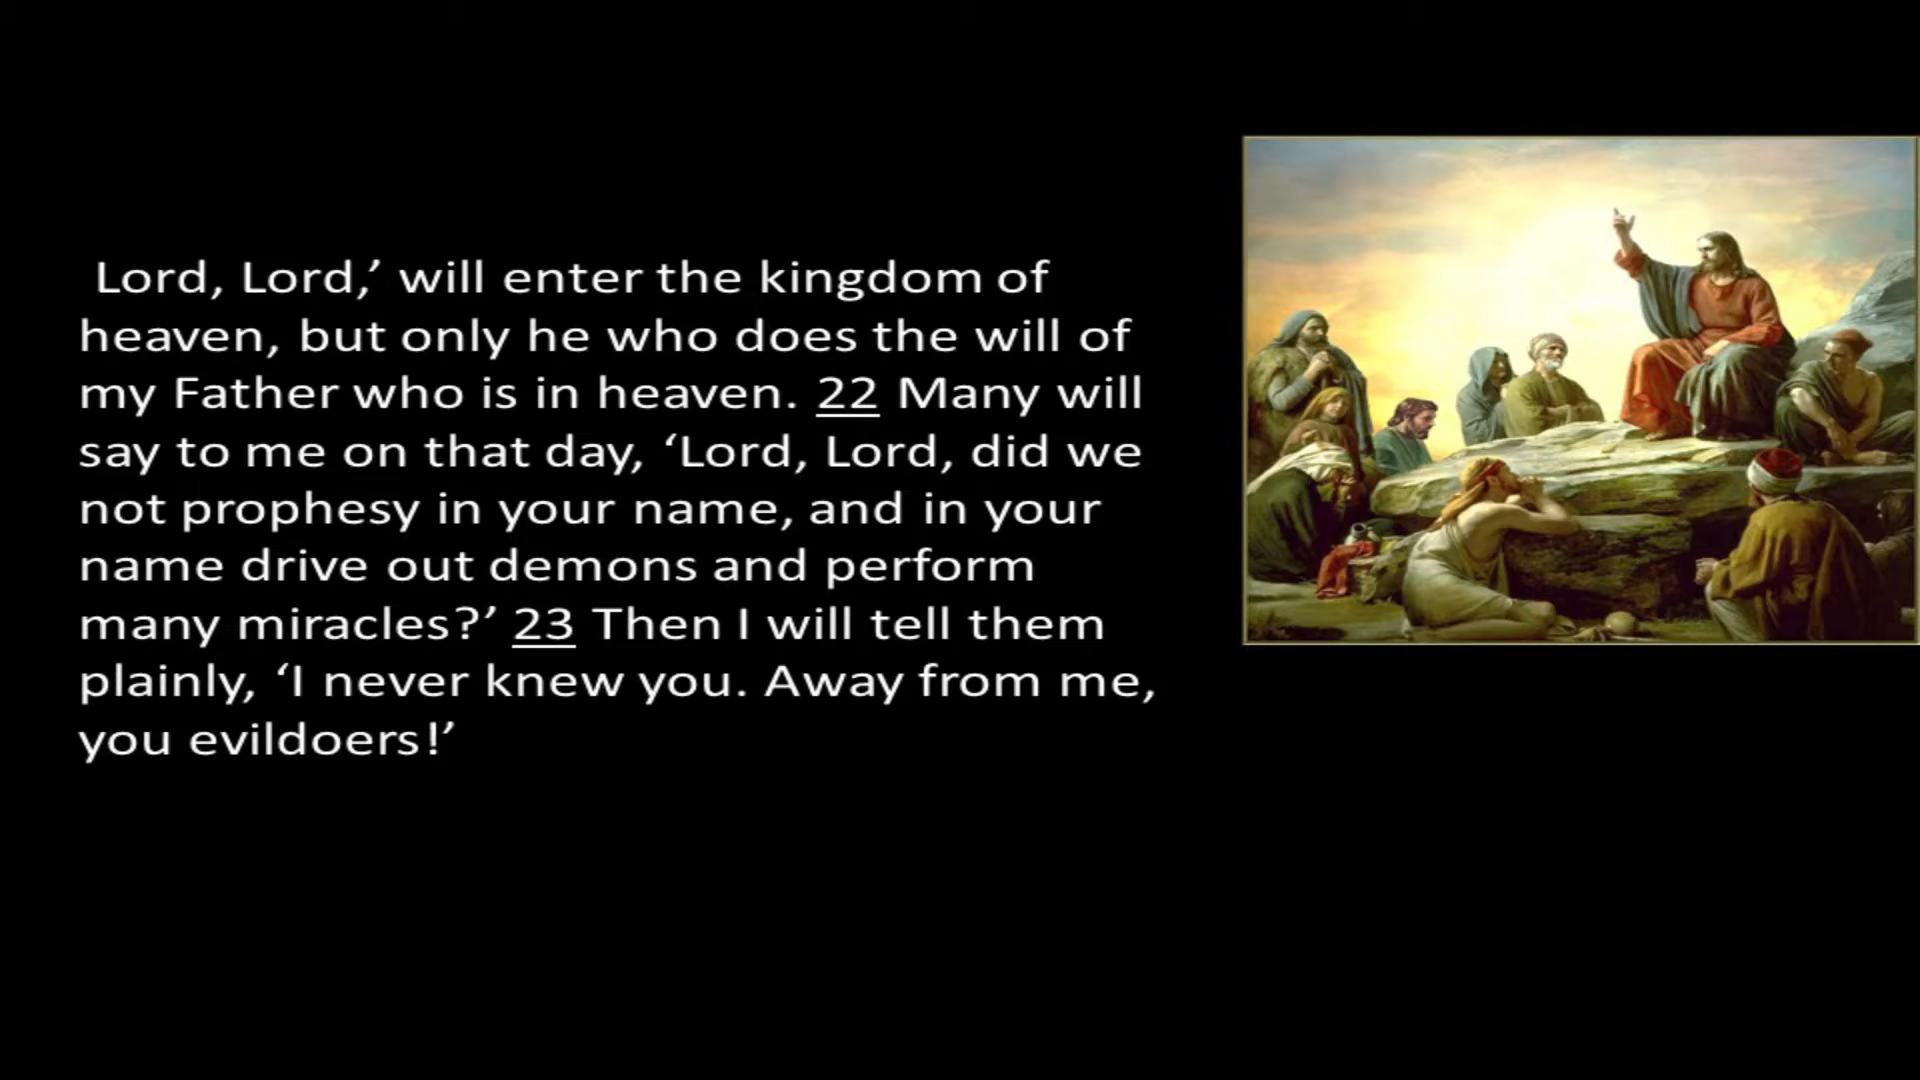 Lord, Lord,’ will enter the kingdom of
heaven, but only he who does the will of
my Father who is in heaven. 22 Many will
say to me on that day, ‘Lord, Lord, did we
not prophesy in your name, and in your
name drive out demons and perform
many miracles?’ 23 Then I will tell them
plainly, ‘I never knew you. Away from me,
you evildoers!’